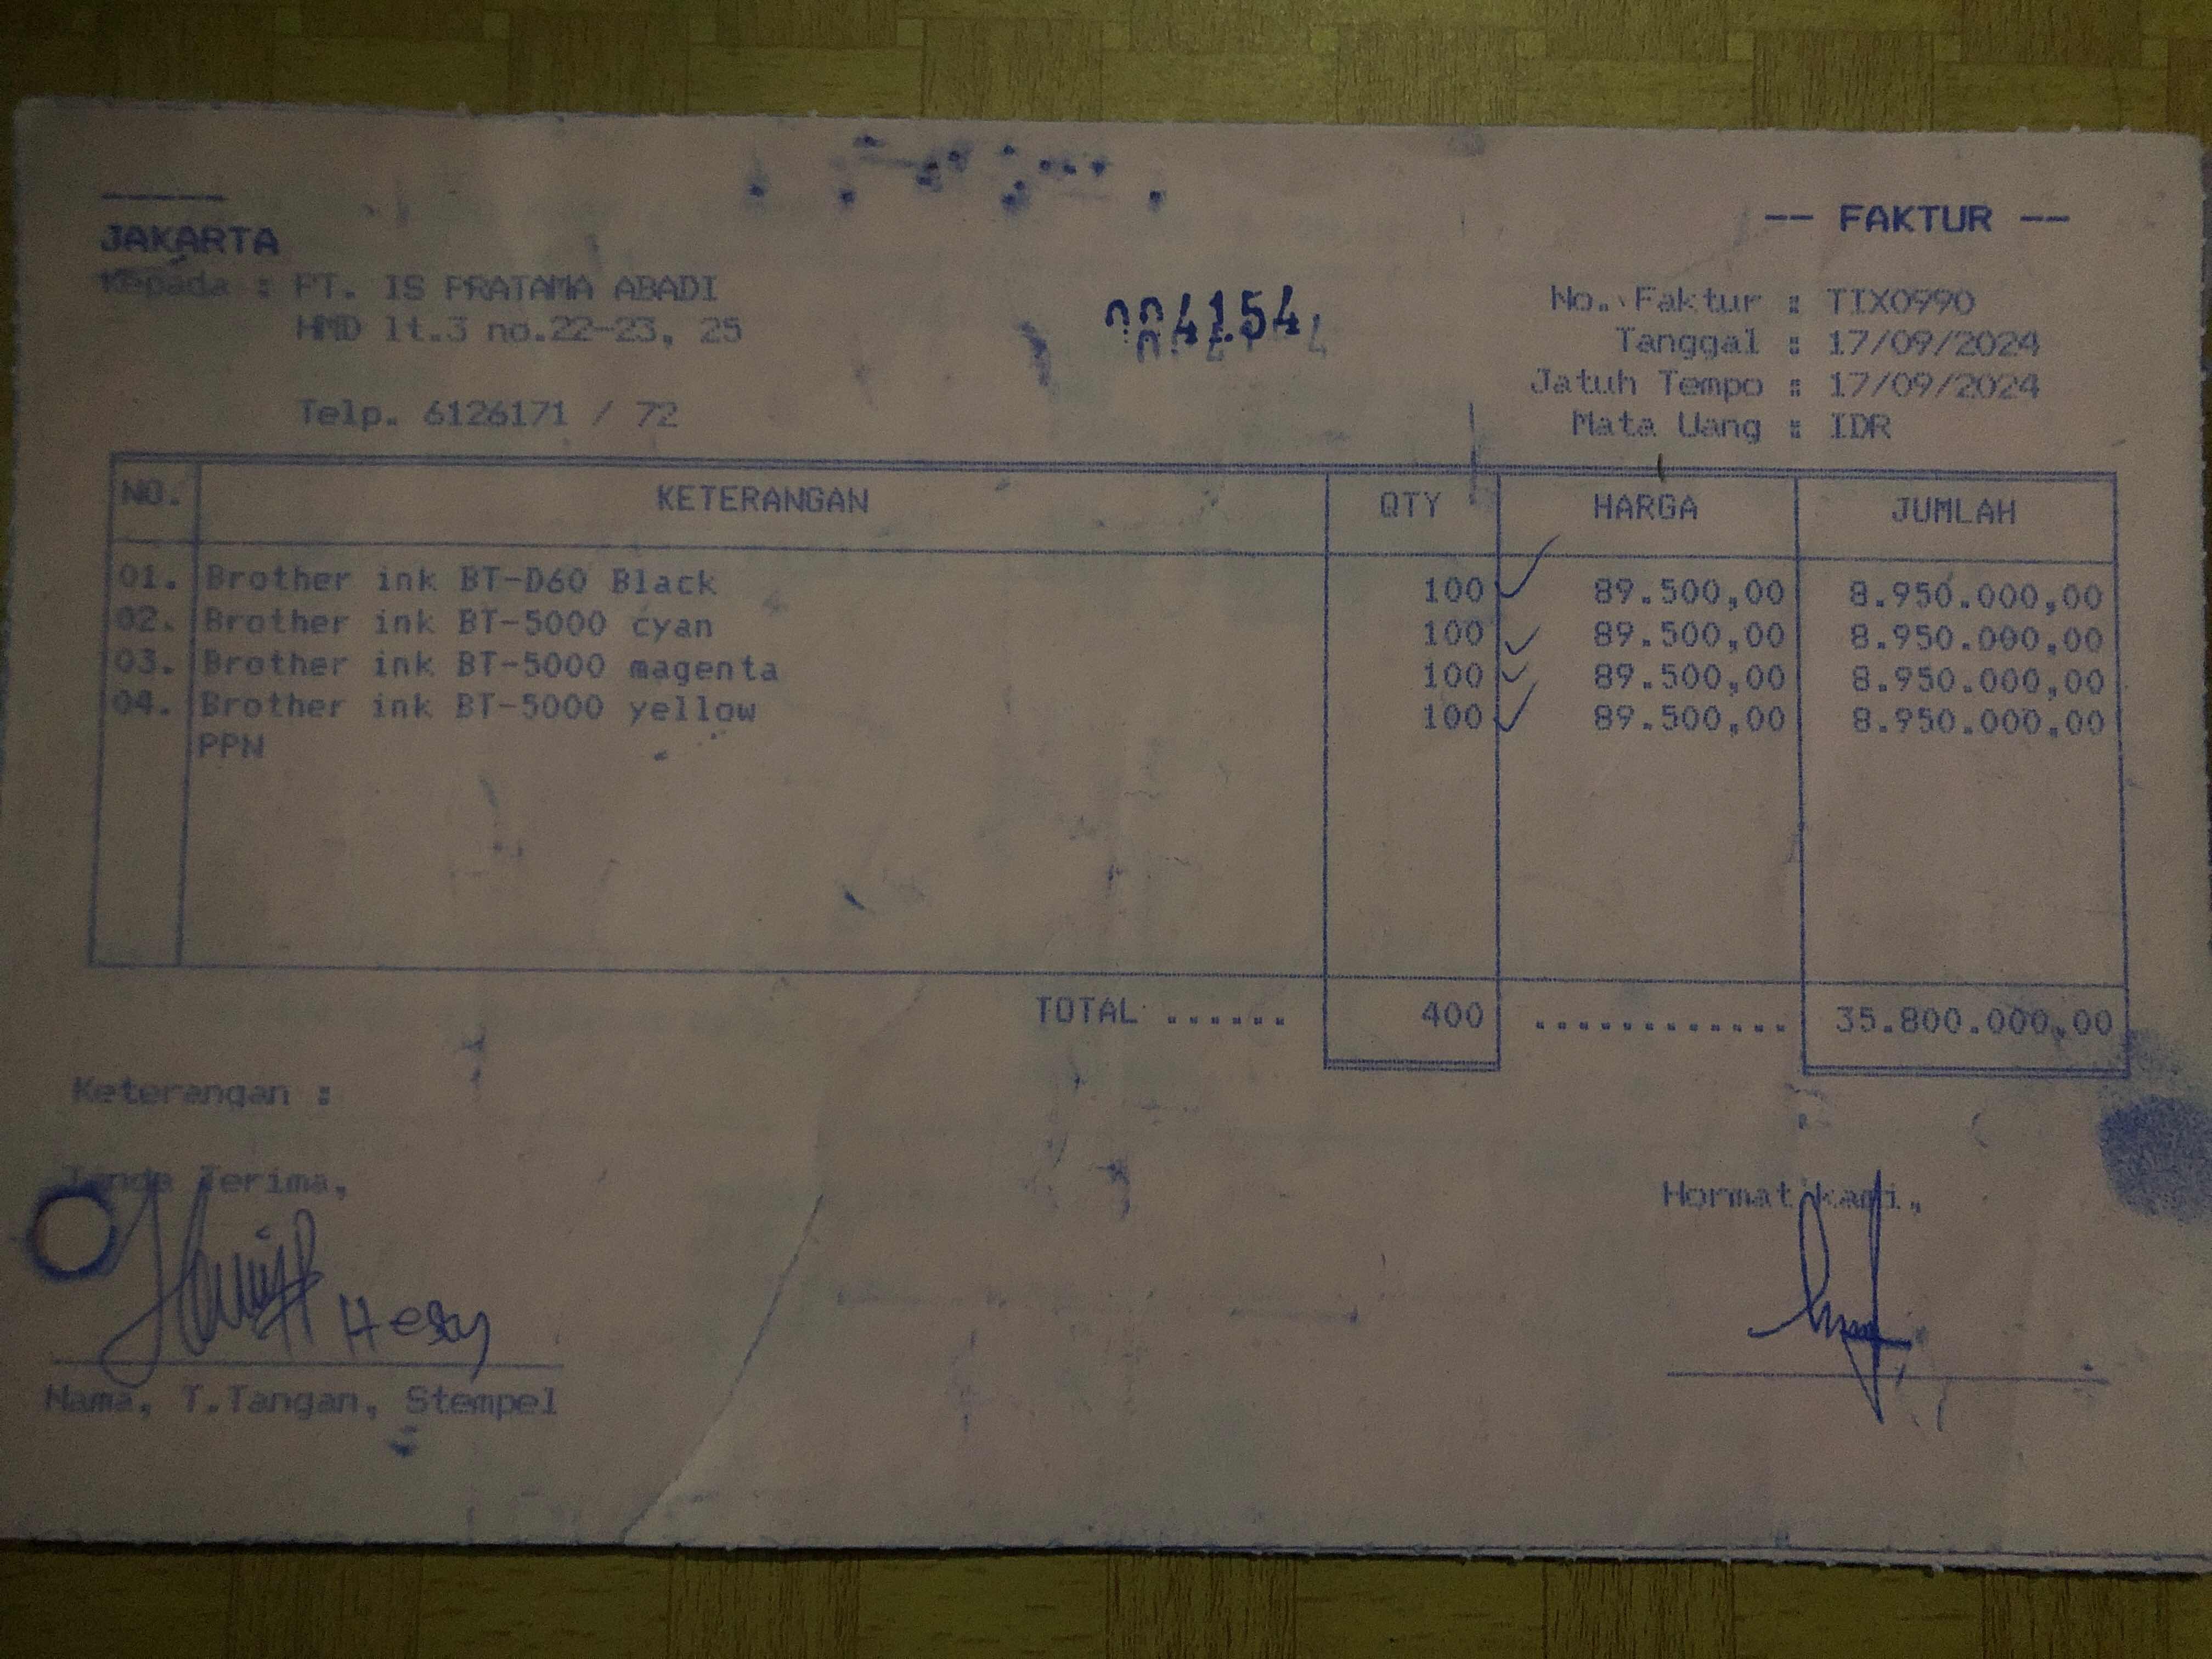 JAKARTA
-- FAKTUR --
Kepada : PT. IS PRATAMA ABADI
HMD lt.3 no.22-23, 25
Telp. 6126171 / 72
004154
No. Faktur : TIX0990
Tanggal : 17/09/2024
Jatuh Tempo : 17/09/2024
Mata Uang : IDR
NO. KETERANGAN QTY HARGA JUMLAH
01. Brother ink BT-D60 Black 100 89.500,00 8.950.000,00
02. Brother ink BT-5000 cyan 100 89.500,00 8.950.000,00
03. Brother ink BT-5000 magenta 100 89.500,00 8.950.000,00
04. Brother ink BT-5000 yellow 100 89.500,00 8.950.000,00
PPN
TOTAL ...... 400 ............ 35.800.000,00
Keterangan :
Tanda Terima,
Hormat kami,
Hesy
Nama, T.Tangan, Stempel